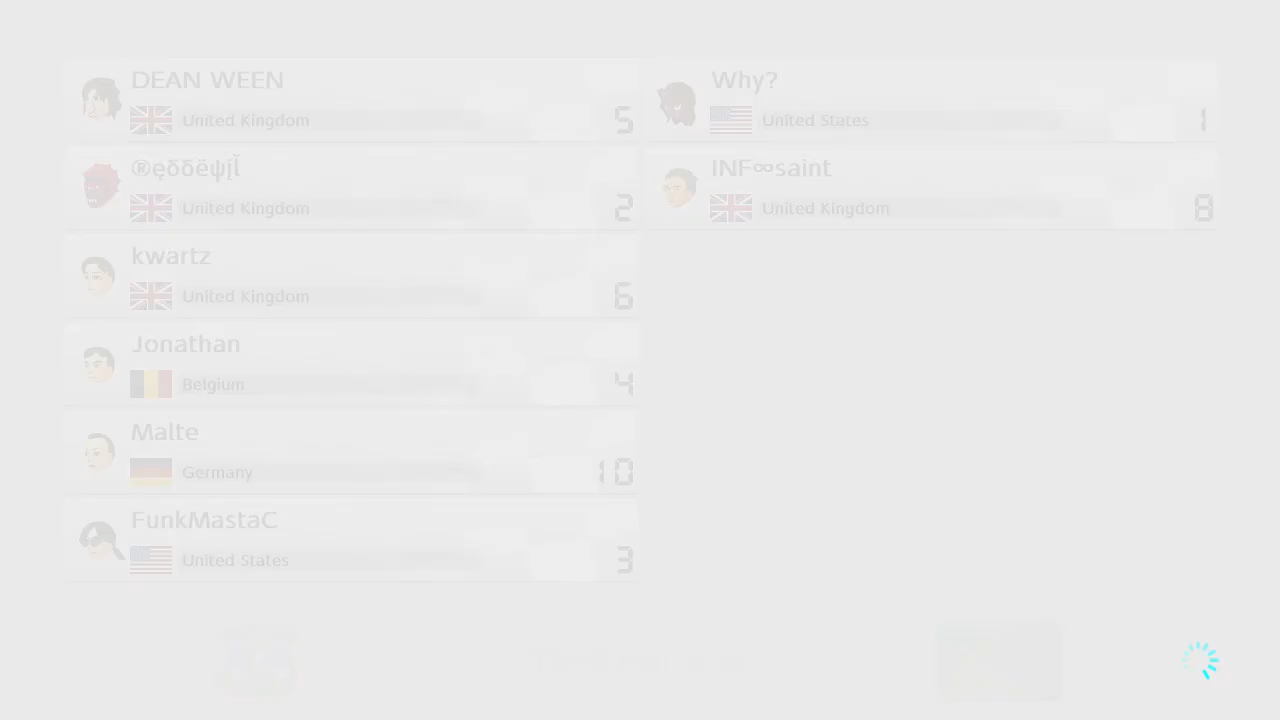 DEAN WEEN
United Kingdom
5
®ęδδëψįľ
United Kingdom
2
kwartz
United Kingdom
6
Jonathan
Belgium
4
Malte
Germany
10
FunkMastaC
United States
3
Why?
United States
1
INF∞saint
United Kingdom
8